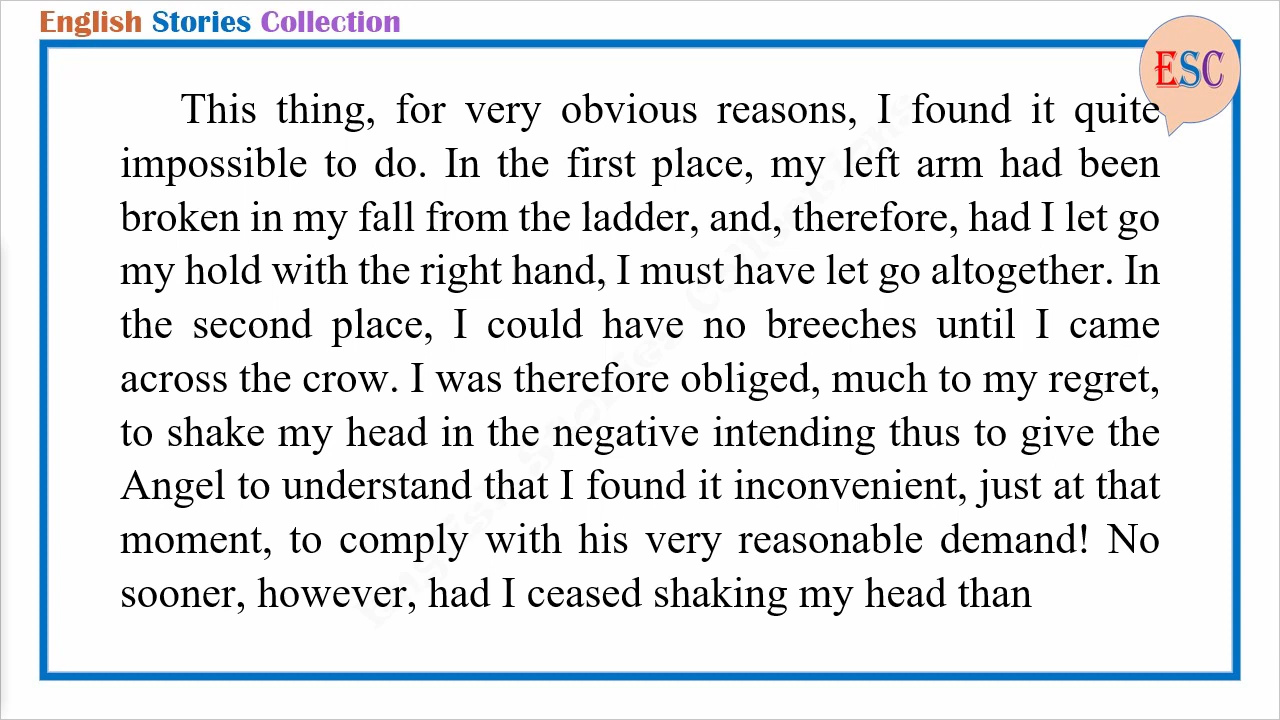 English Stories Collection
ESC
This thing, for very obvious reasons, I found it quite
impossible to do. In the first place, my left arm had been
broken in my fall from the ladder, and, therefore, had I let go
my hold with the right hand, I must have let go altogether. In
the second place, I could have no breeches until I came
across the crow. I was therefore obliged, much to my regret,
to shake my head in the negative intending thus to give the
Angel to understand that I found it inconvenient, just at that
moment, to comply with his very reasonable demand! No
sooner, however, had I ceased shaking my head than
English Stories Collections